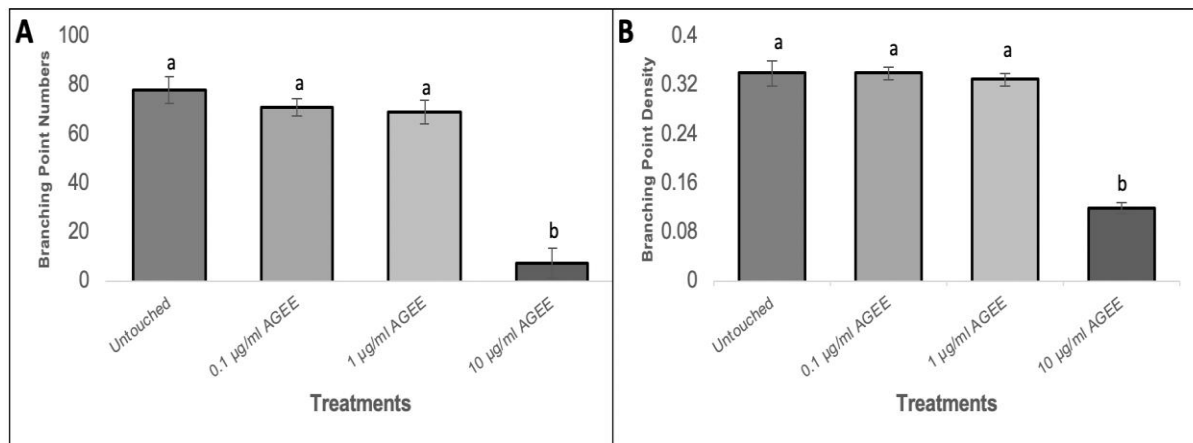 A
Branching Point Numbers
100
80
60
40
20
0
a
a
a
b
Untouched
0.1 µg/ml AGEE
1 µg/ml AGEE
10 µg/ml AGEE
Treatments
B
Branching Point Density
0.4
0.32
0.24
0.16
0.08
0
a
a
a
b
Untouched
0.1 µg/ml AGEE
1 µg/ml AGEE
10 µg/ml AGEE
Treatments